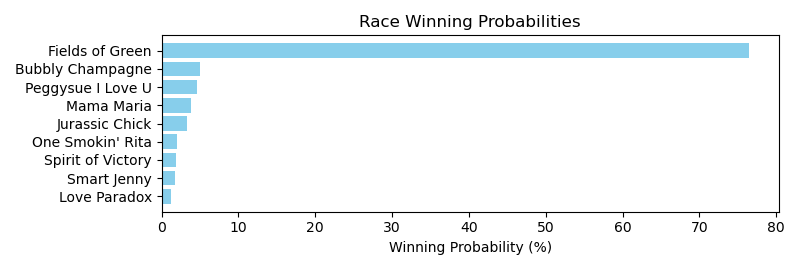 Race Winning Probabilities
Fields of Green
Bubbly Champagne
Peggysue I Love U
Mama Maria
Jurassic Chick
One Smokin' Rita
Spirit of Victory
Smart Jenny
Love Paradox
0 10 20 30 40 50 60 70 80
Winning Probability (%)